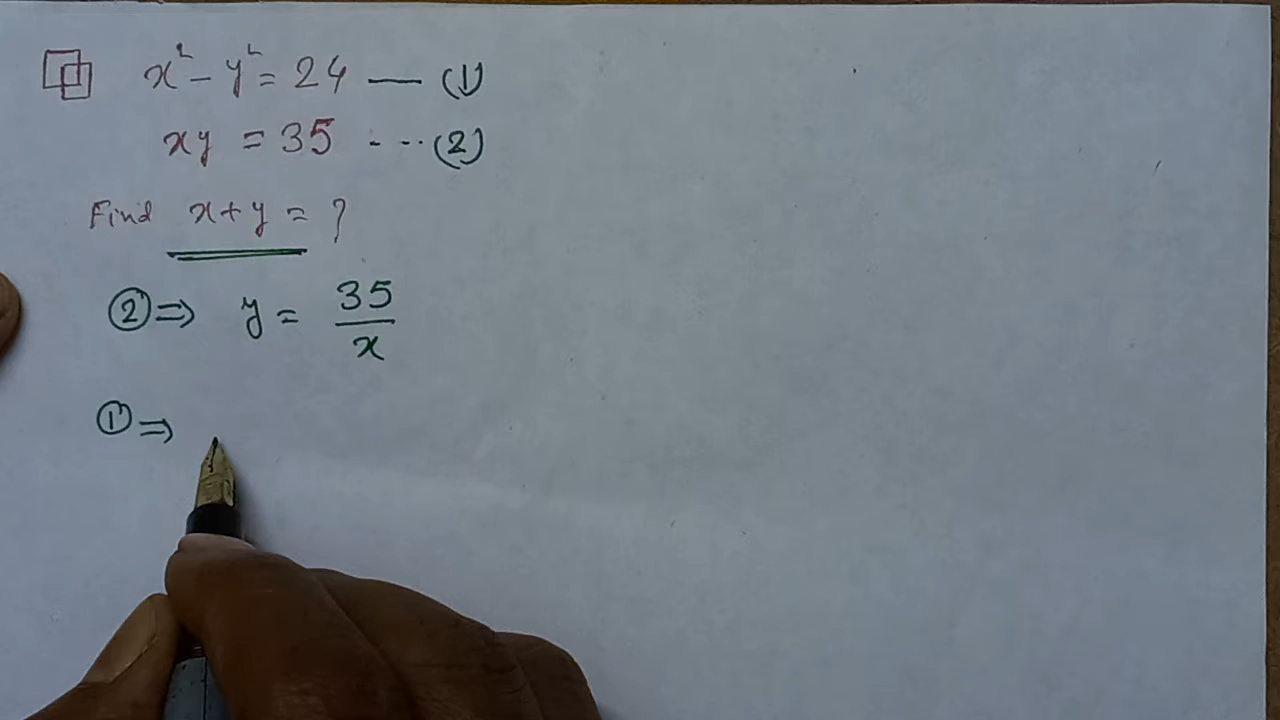 x² - y² = 24 — (1)
xy = 35 - - - (2)
Find x+y = ?
② ⇒ y = 35/x
① ⇒